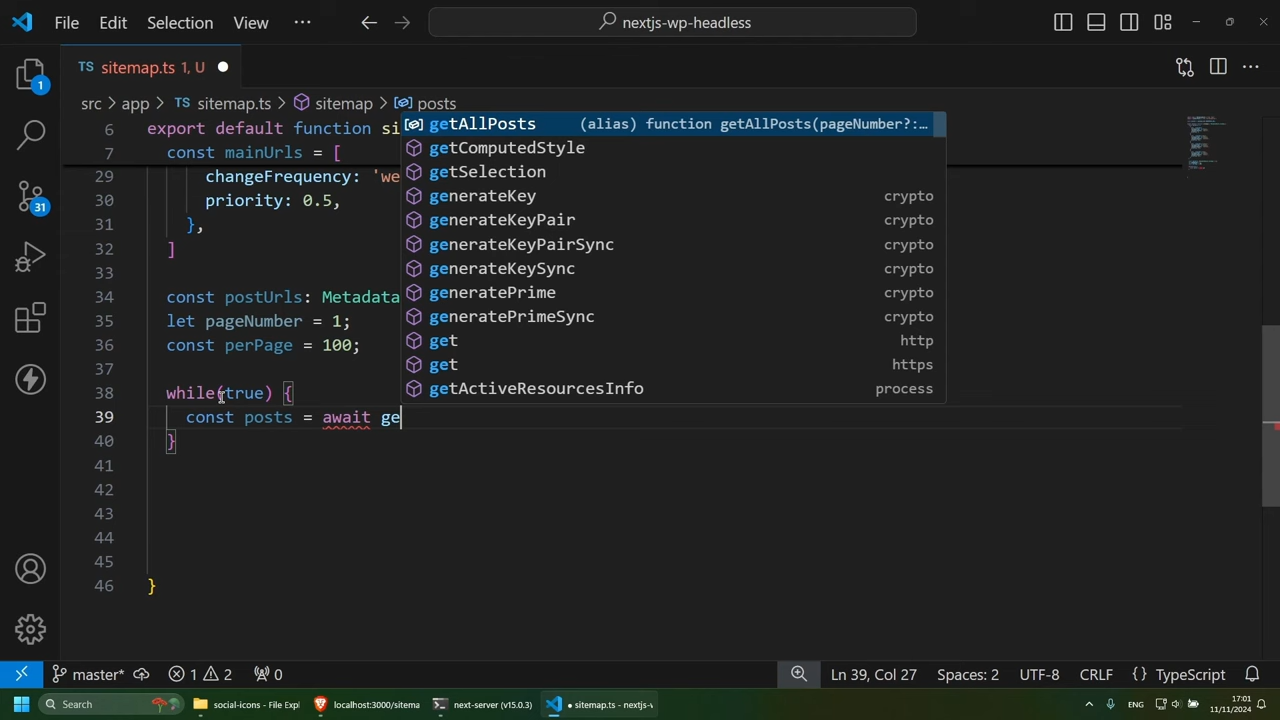 File Edit Selection View ··· nextjs-wp-headless
TS sitemap.ts 1, U
src > app > TS sitemap.ts > sitemap > posts
6 export default function si
7 const mainUrls = [
29 changeFrequency: 'we
30 priority: 0.5,
31 },
32 ]
33
34 const postUrls: Metadata
35 let pageNumber = 1;
36 const perPage = 100;
37
38 while(true) {
39 const posts = await ge
40 }
41
42
43
44
45
46 }
getAllPosts (alias) function getAllPosts(pageNumber?:…
getComputedStyle
getSelection
generateKey crypto
generateKeyPair crypto
generateKeyPairSync crypto
generateKeySync crypto
generatePrime crypto
generatePrimeSync crypto
get http
get https
getActiveResourcesInfo process
1
31
master* 1 2 0 Ln 39, Col 27 Spaces: 2 UTF-8 CRLF {} TypeScript
Search social-icons - File Expl localhost:3000/sitema next-server (v15.0.3) ● sitemap.ts - nextjs-v ENG 17:01
11/11/2024